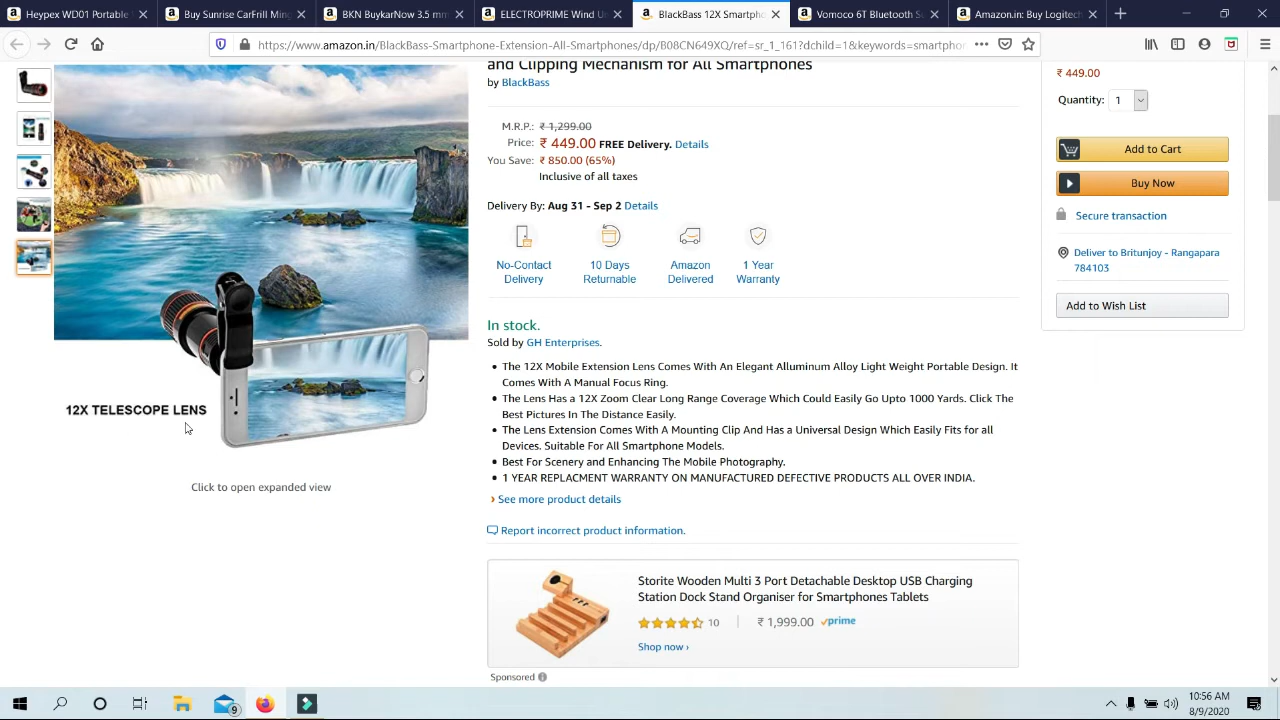 Heypex WD01 Portable
Buy Sunycor CarFill Ming
BKN BuykarNow 3.5 mm
ELECTROPRIME Wind
BlackBass 12X Smartpho
Vomoco 6T Bluetooth S
Amazon.in: Buy Logitech
https://www.amazon.in/BlackBass-Smartphone-Extension-All-Smartphones/dp/B08CN649XQ/ref=sr_1_161?dchild=1&keywords=smartpho
and Clipping Mechanism for All Smartphones
by BlackBass
M.R.P.: ₹ 1,299.00
Price: ₹ 449.00 FREE Delivery. Details
You Save: ₹ 850.00 (65%)
Inclusive of all taxes
Delivery By: Aug 31 - Sep 2 Details
No-Contact
Delivery
10 Days
Returnable
Amazon
Delivered
1 Year
Warranty
In stock.
Sold by GH Enterprises.
• The 12X Mobile Extension Lens Comes With An Elegant Alluminum Alloy Light Weight Portable Design. It
Comes With A Manual Focus Ring.
• The Lens Has a 12X Zoom Clear Long Range Coverage Which Could Easily Go Upto 1000 Yards. Click The
Best Pictures In The Distance Easily.
• The Lens Extension Comes With A Mounting Clip And Has a Universal Design Which Easily Fits for all
Devices. Suitable For All Smartphone Models.
• Best For Scenery and Enhancing The Mobile Photography.
• 1 YEAR REPLACMENT WARRANTY ON MANUFACTURED DEFECTIVE PRODUCTS ALL OVER INDIA.
› See more product details
Report incorrect product information.
Storite Wooden Multi 3 Port Detachable Desktop USB Charging
Station Dock Stand Organiser for Smartphones Tablets
10 | ₹ 1,999.00 prime
Shop now ›
Sponsored
12X TELESCOPE LENS
Click to open expanded view
₹ 449.00
Quantity: 1
Add to Cart
Buy Now
Secure transaction
Deliver to Britunjoy - Rangapara
784103
Add to Wish List
9
10:56 AM
8/9/2020